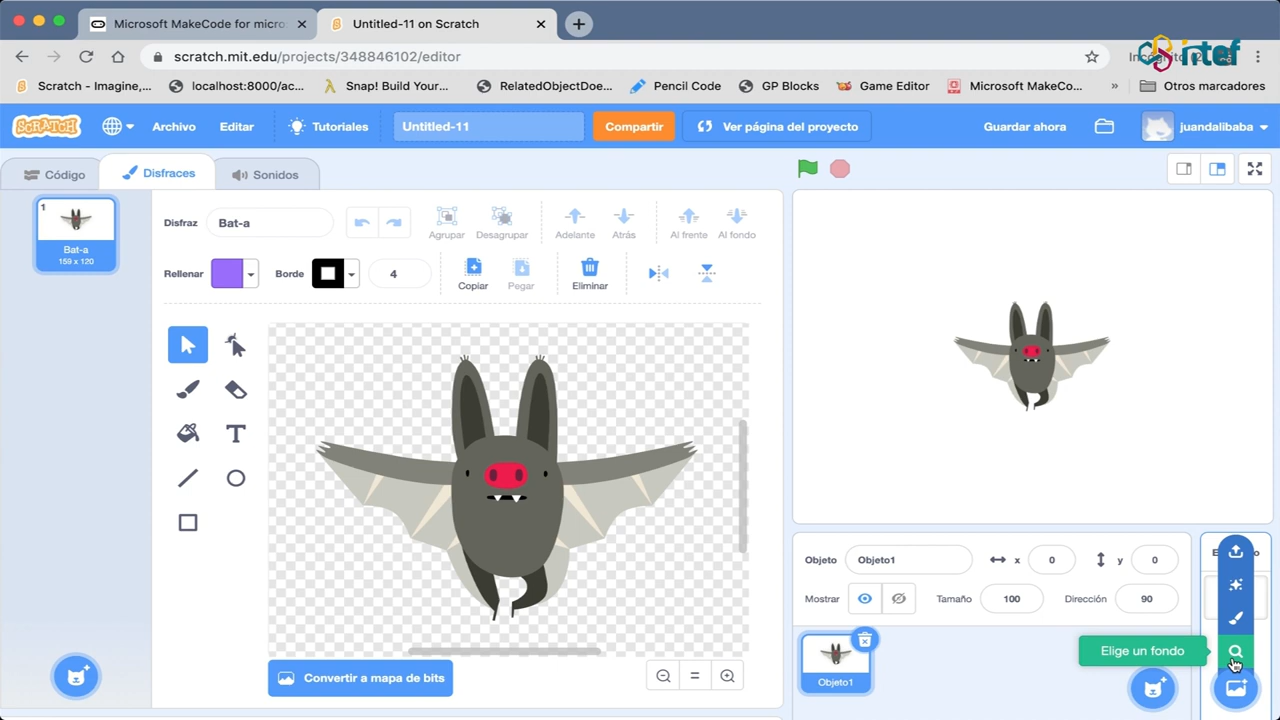 Microsoft MakeCode for micro
Untitled-11 on Scratch
scratch.mit.edu/projects/348846102/editor
intef
Scratch - Imagine,...
localhost:8000/ac...
Snap! Build Your...
RelatedObjectDoe...
Pencil Code
GP Blocks
Game Editor
Microsoft MakeCo...
»
Otros marcadores
SCRATCH
Archivo
Editar
Tutoriales
Untitled-11
Compartir
Ver página del proyecto
Guardar ahora
juandalibaba
Código
Disfraces
Sonidos
1
Bat-a
159 x 120
Disfraz
Bat-a
Agrupar
Desagrupar
Adelante
Atrás
Al frente
Al fondo
Rellenar
Borde
4
Copiar
Pegar
Eliminar
T
Convertir a mapa de bits
Objeto
Objeto1
x
0
y
0
Mostrar
Tamaño
100
Dirección
90
Objeto1
Elige un fondo